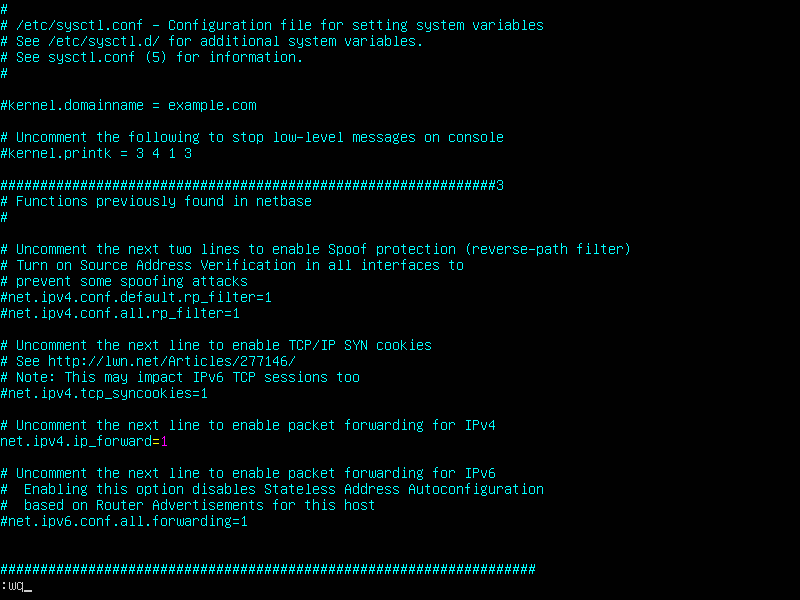 #
# /etc/sysctl.conf - Configuration file for setting system variables
# See /etc/sysctl.d/ for additional system variables.
# See sysctl.conf (5) for information.
#
#kernel.domainname = example.com
# Uncomment the following to stop low-level messages on console
#kernel.printk = 3 4 1 3
##############################################################3
# Functions previously found in netbase
#
# Uncomment the next two lines to enable Spoof protection (reverse-path filter)
# Turn on Source Address Verification in all interfaces to
# prevent some spoofing attacks
#net.ipv4.conf.default.rp_filter=1
#net.ipv4.conf.all.rp_filter=1
# Uncomment the next line to enable TCP/IP SYN cookies
# See http://lwn.net/Articles/277146/
# Note: This may impact IPv6 TCP sessions too
#net.ipv4.tcp_syncookies=1
# Uncomment the next line to enable packet forwarding for IPv4
net.ipv4.ip_forward=1
# Uncomment the next line to enable packet forwarding for IPv6
#  Enabling this option disables Stateless Address Autoconfiguration
#  based on Router Advertisements for this host
#net.ipv6.conf.all.forwarding=1
###################################################################
:wq_